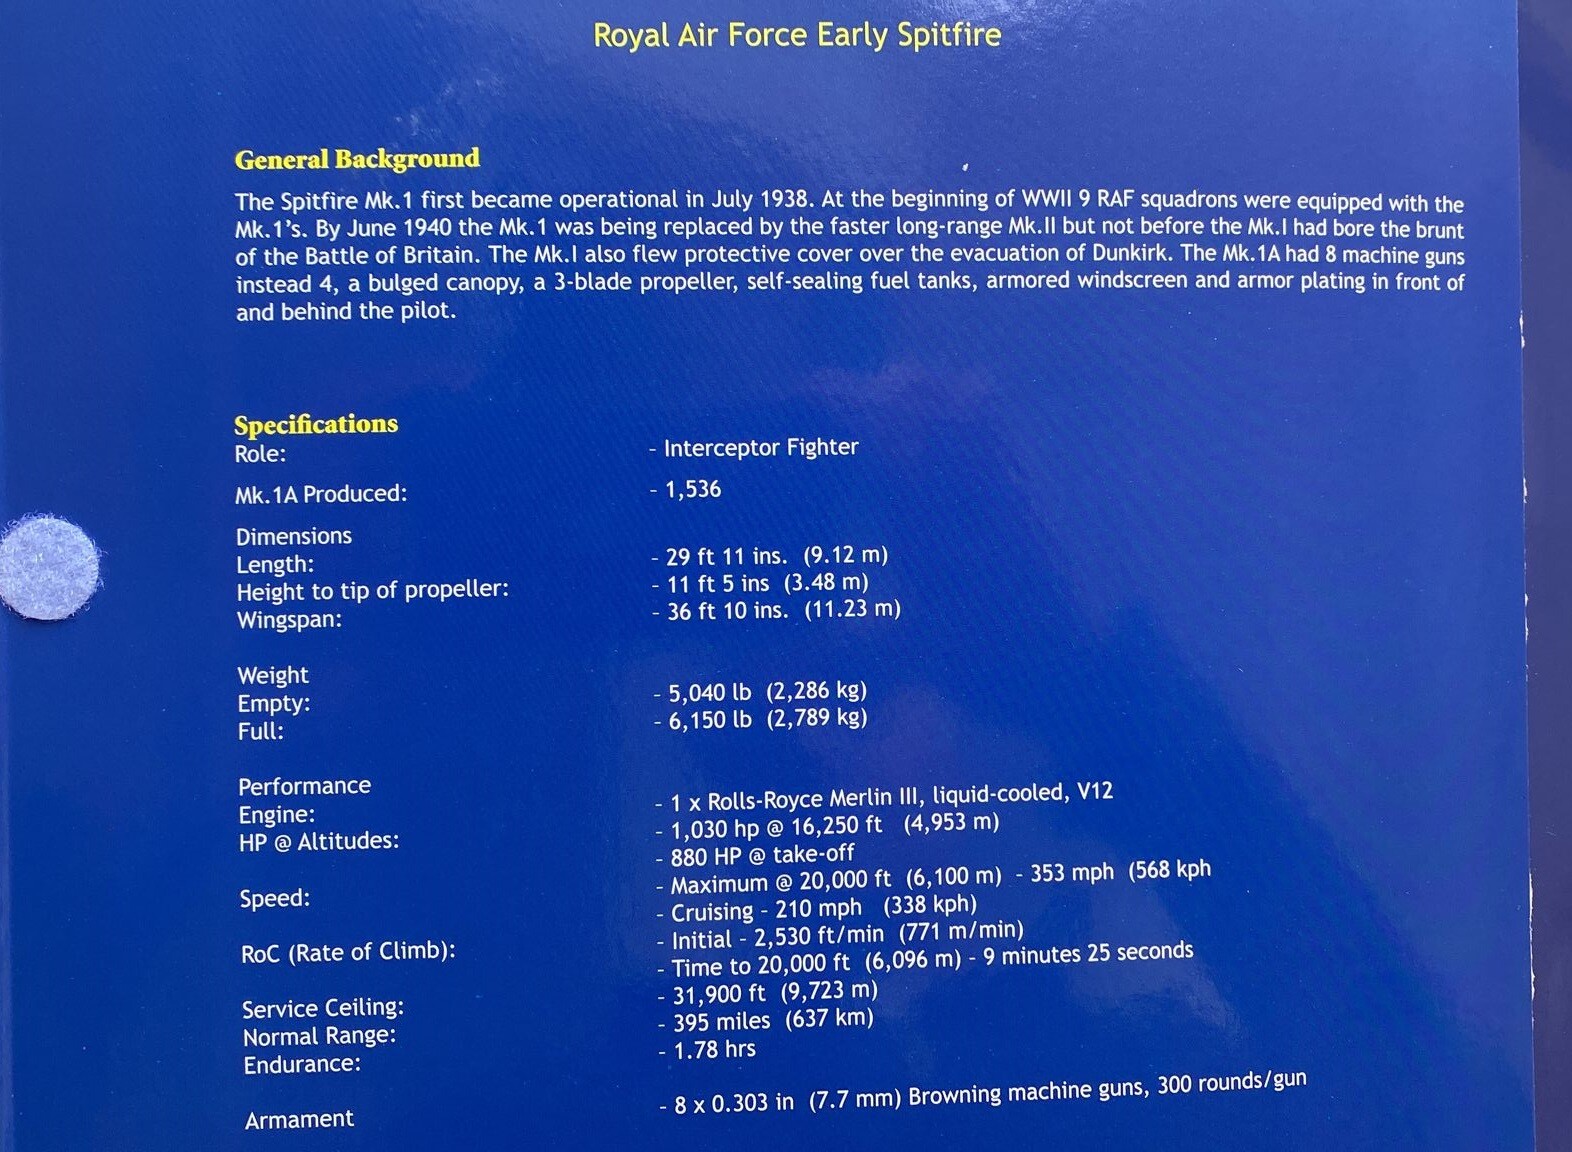 Royal Air Force Early Spitfire
General Background
The Spitfire Mk.1 first became operational in July 1938. At the beginning of WWII 9 RAF squadrons were equipped with the
Mk.1's. By June 1940 the Mk.1 was being replaced by the faster long-range Mk.II but not before the Mk.I had bore the brunt
of the Battle of Britain. The Mk.I also flew protective cover over the evacuation of Dunkirk. The Mk.1A had 8 machine guns
instead 4, a bulged canopy, a 3-blade propeller, self-sealing fuel tanks, armored windscreen and armor plating in front of
and behind the pilot.
Specifications
Role: - Interceptor Fighter
Mk.1A Produced: - 1,536
Dimensions
Length: - 29 ft 11 ins. (9.12 m)
Height to tip of propeller: - 11 ft 5 ins (3.48 m)
Wingspan: - 36 ft 10 ins. (11.23 m)
Weight
Empty: - 5,040 lb (2,286 kg)
Full: - 6,150 lb (2,789 kg)
Performance
Engine: - 1 x Rolls-Royce Merlin III, liquid-cooled, V12
HP @ Altitudes: - 1,030 hp @ 16,250 ft (4,953 m)
- 880 HP @ take-off
Speed: - Maximum @ 20,000 ft (6,100 m) - 353 mph (568 kph
- Cruising - 210 mph (338 kph)
RoC (Rate of Climb): - Initial - 2,530 ft/min (771 m/min)
- Time to 20,000 ft (6,096 m) - 9 minutes 25 seconds
Service Ceiling: - 31,900 ft (9,723 m)
Normal Range: - 395 miles (637 km)
Endurance: - 1.78 hrs
Armament - 8 x 0.303 in (7.7 mm) Browning machine guns, 300 rounds/gun